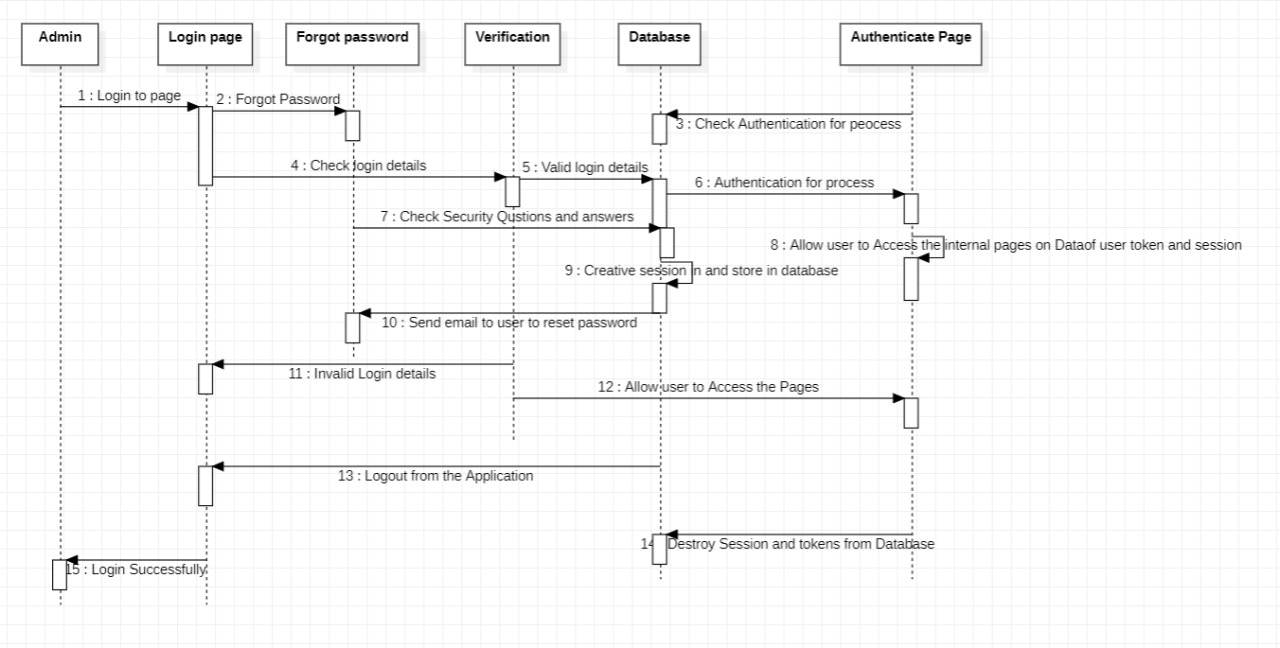 Admin
Login page
Forgot password
Verification
Database
Authenticate Page
1 : Login to page
2 : Forgot Password
3 : Check Authentication for peocess
4 : Check login details
5 : Valid login details
6 : Authentication for process
7 : Check Security Qustions and answers
8 : Allow user to Access the internal pages on Dataof user token and session
9 : Creative session In and store in database
10 : Send email to user to reset password
11 : Invalid Login details
12 : Allow user to Access the Pages
13 : Logout from the Application
14 Destroy Session and tokens from Database
15 : Login Successfully